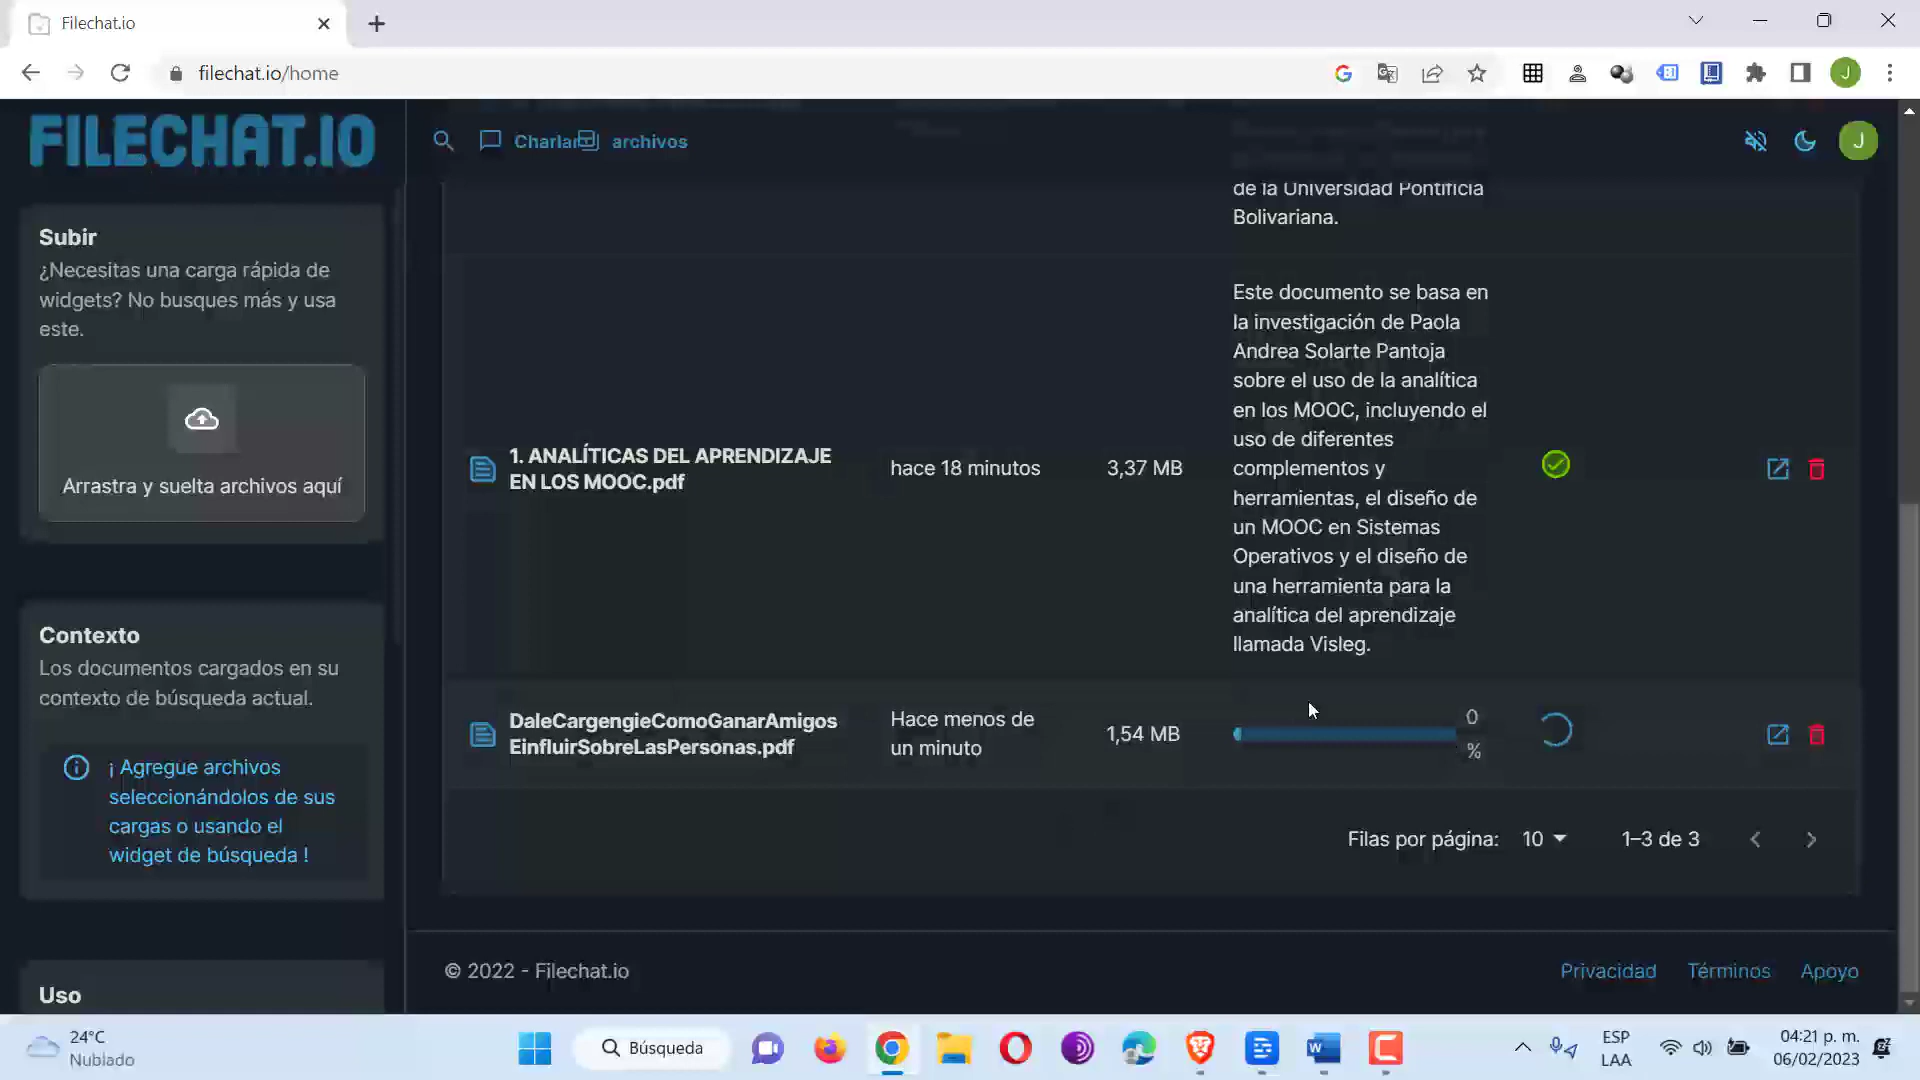 Filechat.io
filechat.io/home
J
FILECHAT.IO
Charlar
archivos
J
Subir
¿Necesitas una carga rápida de
widgets? No busques más y usa
este.
Arrastra y suelta archivos aquí
Contexto
Los documentos cargados en su
contexto de búsqueda actual.
¡ Agregue archivos
seleccionándolos de sus
cargas o usando el
widget de búsqueda !
Uso
de la Universidad Pontificia
Bolivariana.
1. ANALÍTICAS DEL APRENDIZAJE
EN LOS MOOC.pdf
hace 18 minutos
3,37 MB
Este documento se basa en
la investigación de Paola
Andrea Solarte Pantoja
sobre el uso de la analítica
en los MOOC, incluyendo el
uso de diferentes
complementos y
herramientas, el diseño de
un MOOC en Sistemas
Operativos y el diseño de
una herramienta para la
analítica del aprendizaje
llamada Visleg.
DaleCargengieComoGanarAmigos
EinfluirSobreLasPersonas.pdf
Hace menos de
un minuto
1,54 MB
0
%
Filas por página: 10 1–3 de 3
© 2022 - Filechat.io
Privacidad Términos Apoyo
24°C
Nublado
Búsqueda
ESP
LAA
04:21 p. m.
06/02/2023